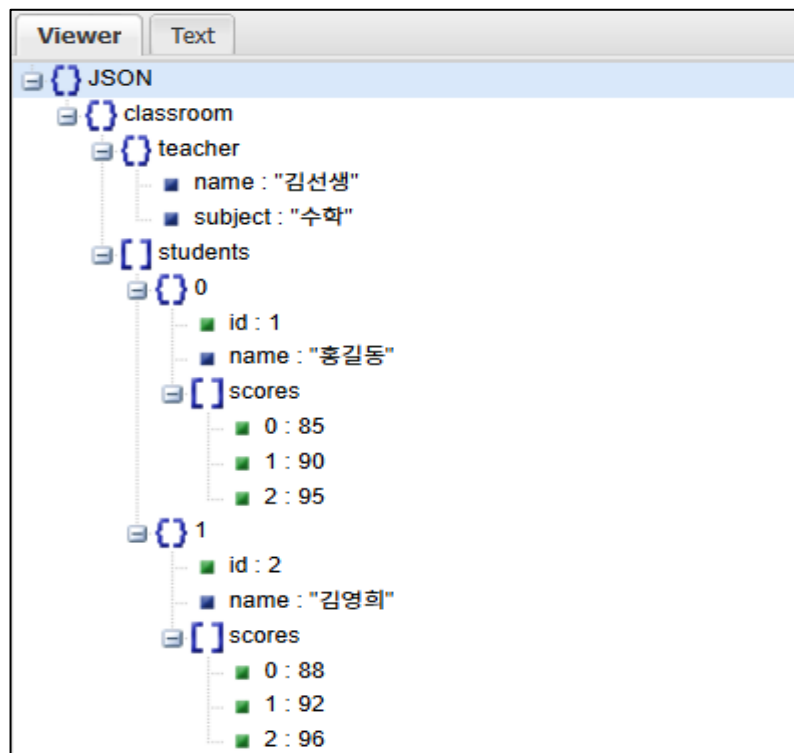 Viewer Text
JSON
classroom
teacher
name : "김선생"
subject : "수학"
students
0
id : 1
name : "홍길동"
scores
0 : 85
1 : 90
2 : 95
1
id : 2
name : "김영희"
scores
0 : 88
1 : 92
2 : 96